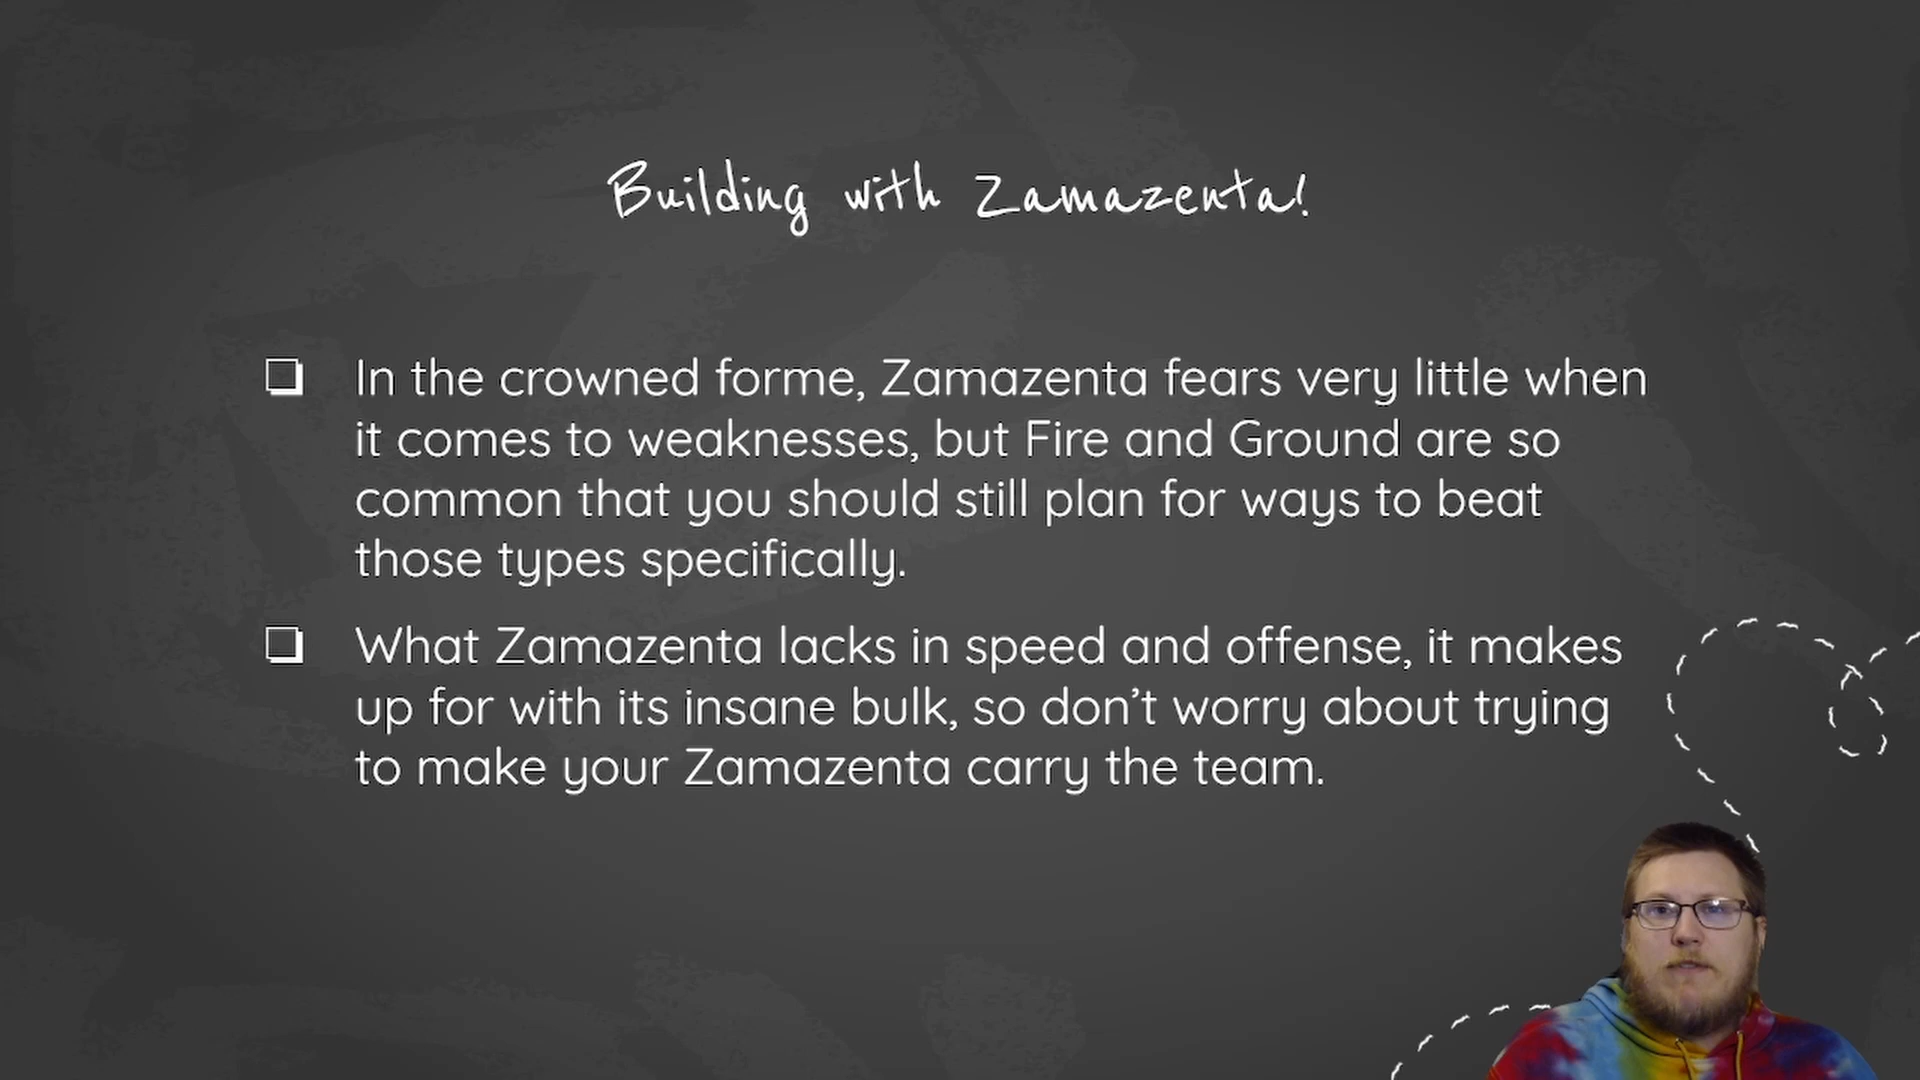 Building with Zamazenta!
In the crowned forme, Zamazenta fears very little when
it comes to weaknesses, but Fire and Ground are so
common that you should still plan for ways to beat
those types specifically.
What Zamazenta lacks in speed and offense, it makes
up for with its insane bulk, so don’t worry about trying
to make your Zamazenta carry the team.